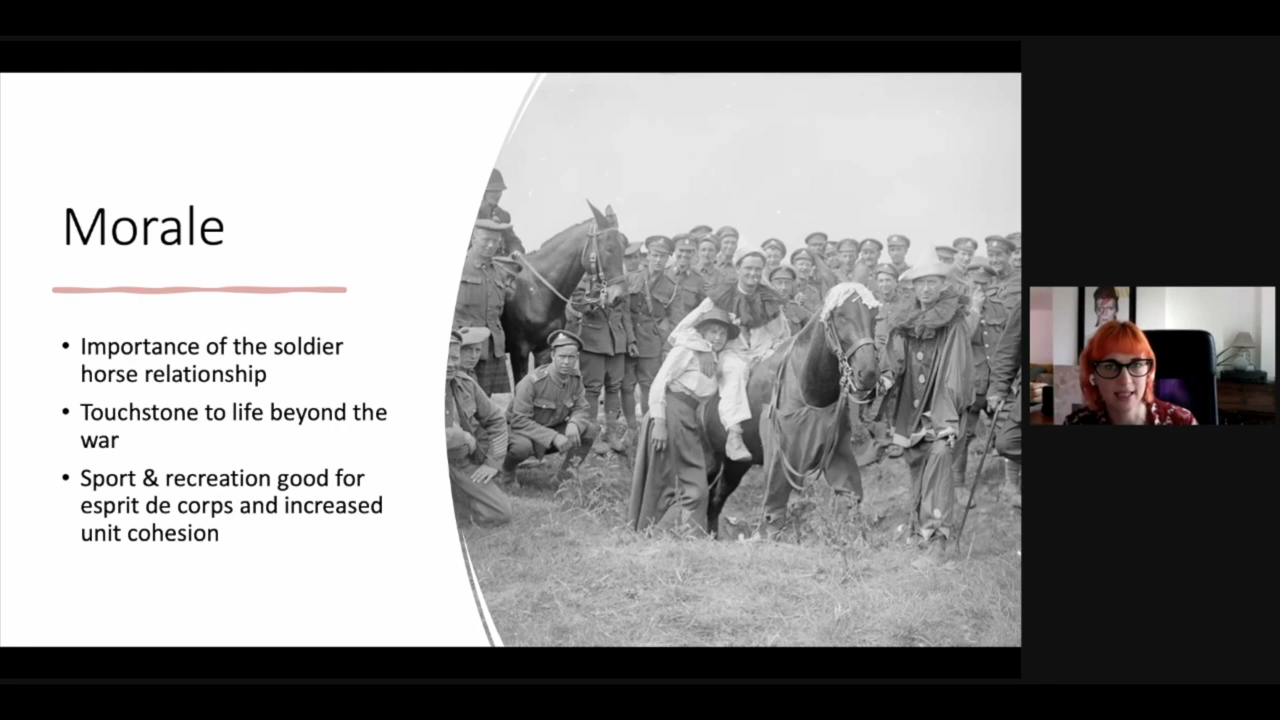 Morale
• Importance of the soldier
horse relationship
• Touchstone to life beyond the
war
• Sport & recreation good for
esprit de corps and increased
unit cohesion